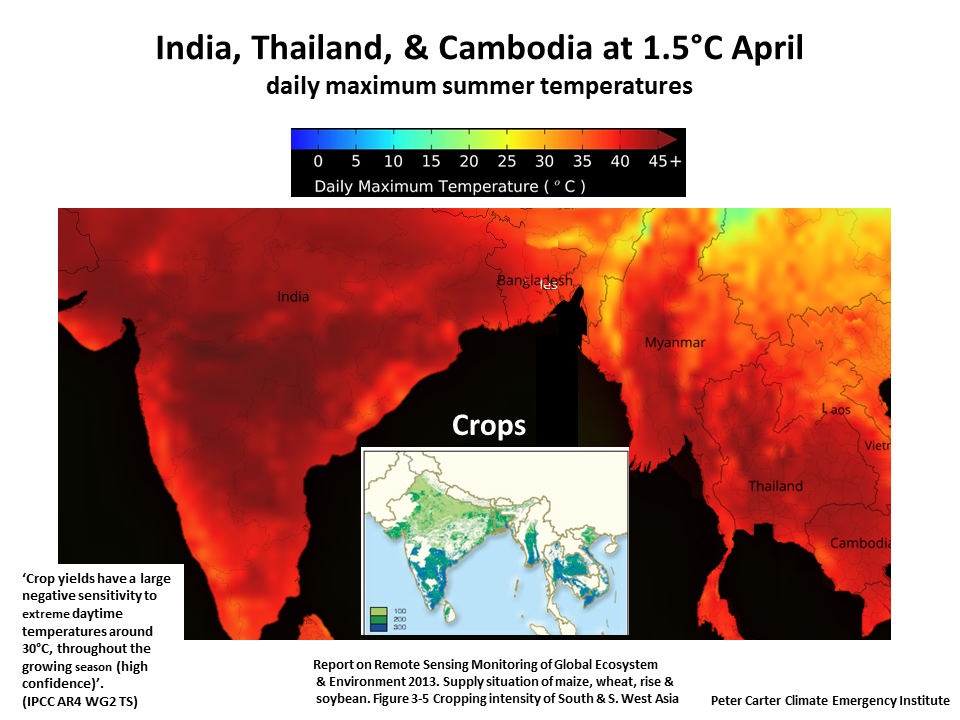 India, Thailand, & Cambodia at 1.5°C April
daily maximum summer temperatures
0 5 10 15 20 25 30 35 40 45+
Daily Maximum Temperature ( ° C )
Bangladesh
les
India
Myanmar
Laos
Crops
Vietn
Thailand
Cambodia
100
200
300
‘Crop yields have a large
negative sensitivity to
extreme daytime
temperatures around
30°C, throughout the
growing season (high
confidence)’.
(IPCC AR4 WG2 TS)
Report on Remote Sensing Monitoring of Global Ecosystem
& Environment 2013. Supply situation of maize, wheat, rise &
soybean. Figure 3-5 Cropping intensity of South & S. West Asia
Peter Carter Climate Emergency Institute